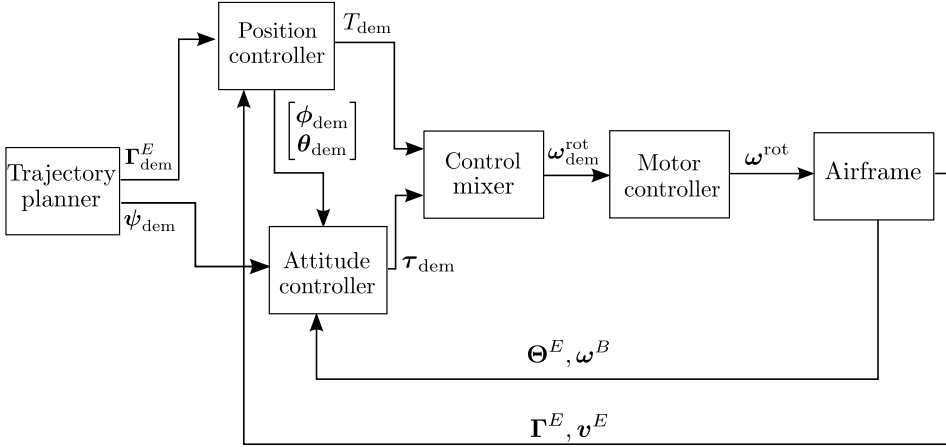 Position
controller
T_dem
[ϕ_dem
θ_dem]
Γ^E_dem
Trajectory
planner
ψ_dem
Attitude
controller
τ_dem
Control
mixer
ω^rot_dem
Motor
controller
ω^rot
Airframe
Θ^E, ω^B
Γ^E, v^E